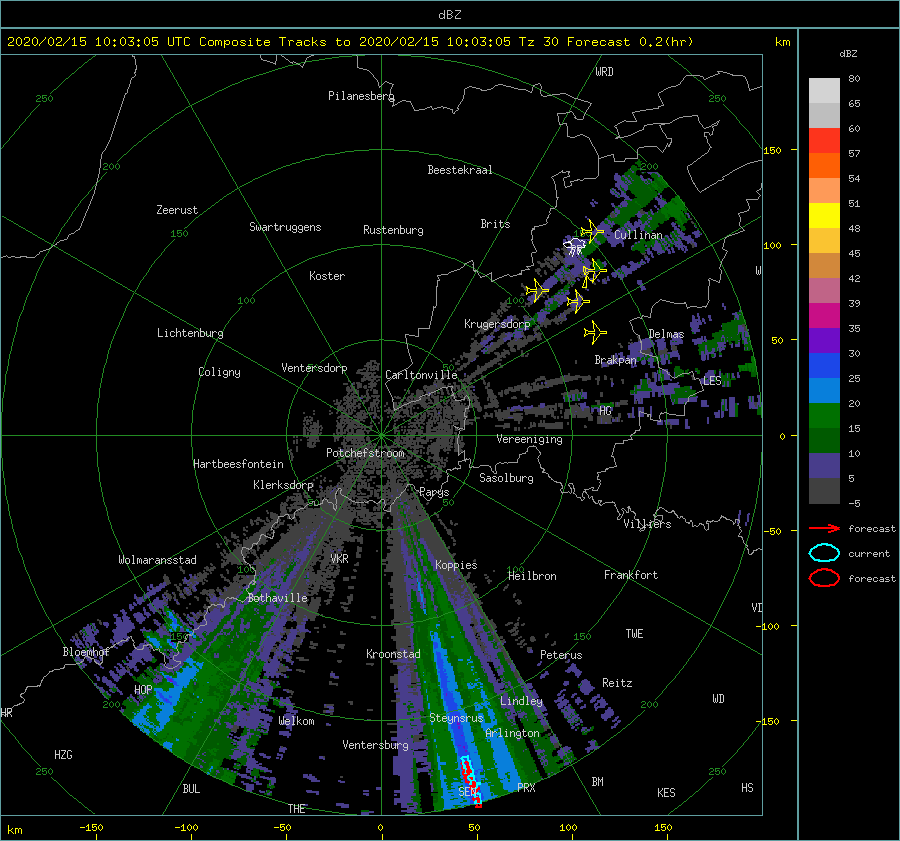 dBZ
2020/02/15 10:03:05 UTC Composite Tracks to 2020/02/15 10:03:05 Tz 30 Forecast 0.2(hr)
km
dBZ
WRD
80
Pilanesberg
250
250
65
60
150
57
200
200
Beestekraal
54
Zeerust
51
Swartruggens
Brits
Rustenburg
150
Cullinan
48
100
45
Koster
W
42
100
100
39
Krugersdorp
35
Lichtenburg
Delmas
50
30
Brakpan
Coligny
Ventersdorp
Carltonville
50
25
LES
20
HG
15
Vereeniging
0
Potchefstroom
10
Hartbeesfontein
Sasolburg
5
Klerksdorp
Parys
50
50
-5
Villiers
forecast
-50
current
Wolmaransstad
VKR
Koppies
100
100
Heilbron
Frankfort
forecast
Bothaville
VD
-100
150
150
TWE
Bloemhof
Kroonstad
Peterus
HOP
Reitz
WD
200
Lindley
200
HR
Welkom
Steynsrus
-150
Arlington
HZG
Ventersburg
250
250
BUL
SEN
PRX
BM
KES
HS
THE
km
-150
-100
-50
0
50
100
150